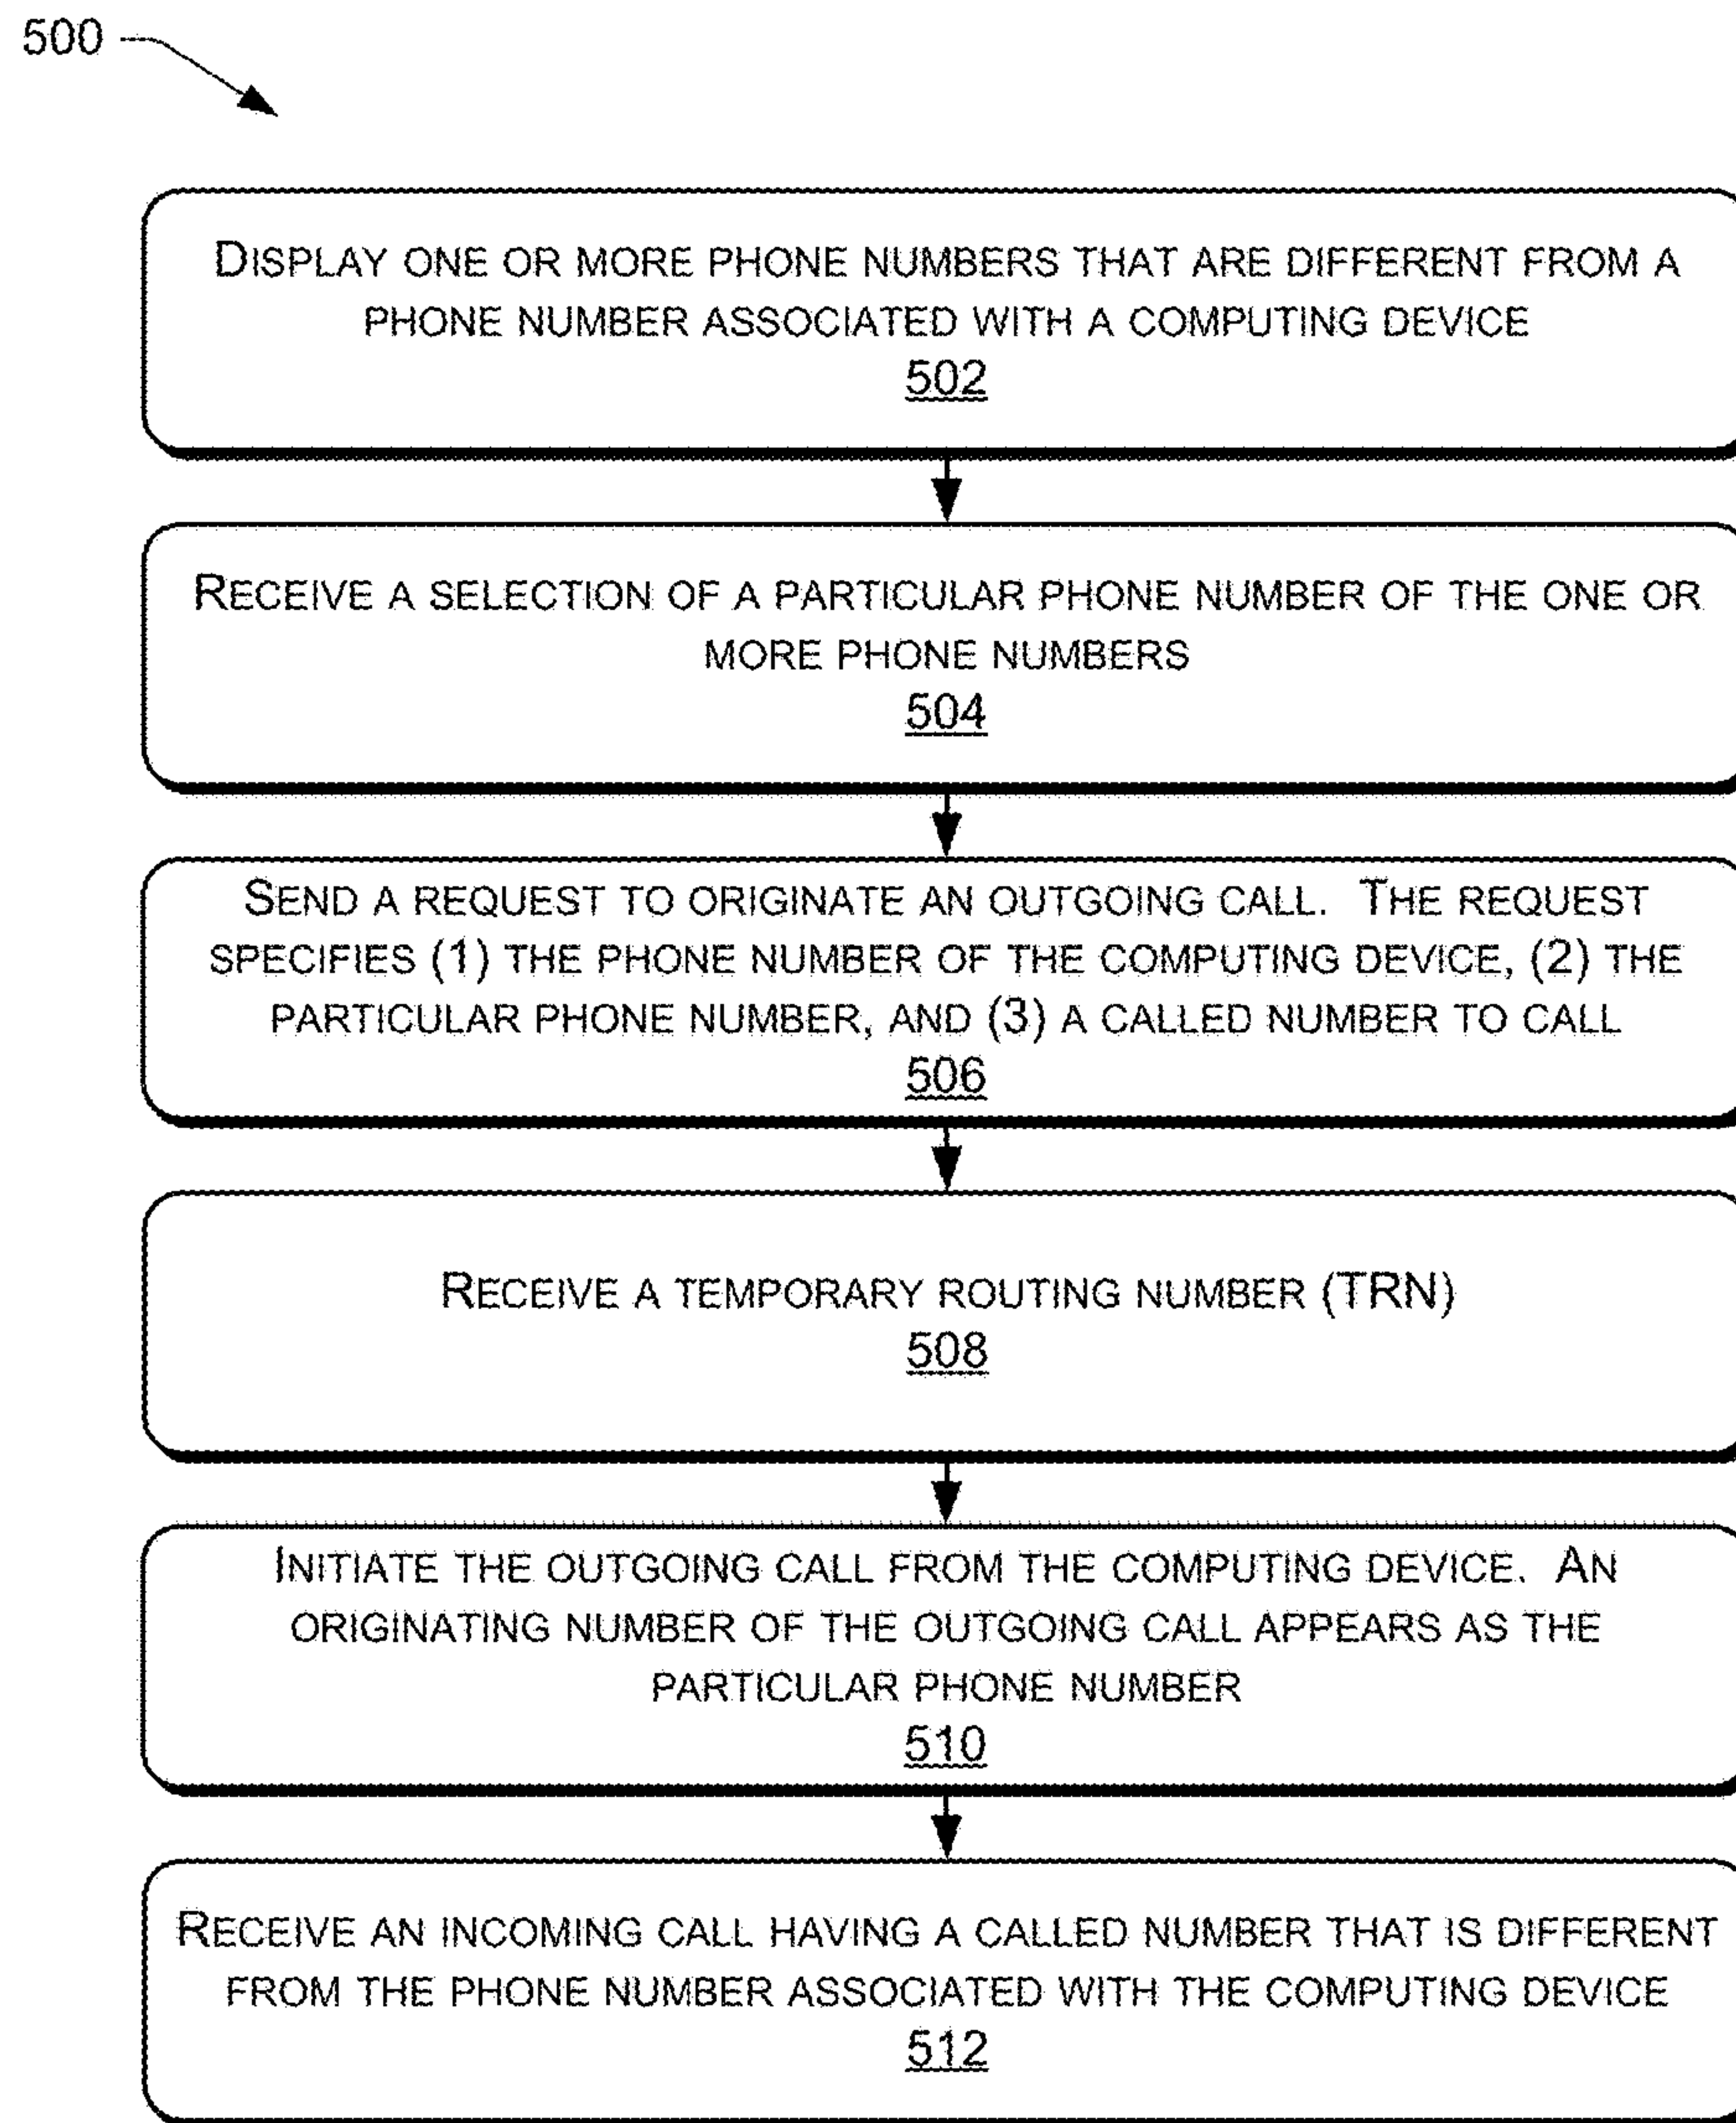 500
DISPLAY ONE OR MORE PHONE NUMBERS THAT ARE DIFFERENT FROM A
PHONE NUMBER ASSOCIATED WITH A COMPUTING DEVICE
502
RECEIVE A SELECTION OF A PARTICULAR PHONE NUMBER OF THE ONE OR
MORE PHONE NUMBERS
504
SEND A REQUEST TO ORIGINATE AN OUTGOING CALL. THE REQUEST
SPECIFIES (1) THE PHONE NUMBER OF THE COMPUTING DEVICE, (2) THE
PARTICULAR PHONE NUMBER, AND (3) A CALLED NUMBER TO CALL
506
RECEIVE A TEMPORARY ROUTING NUMBER (TRN)
508
INITIATE THE OUTGOING CALL FROM THE COMPUTING DEVICE. AN
ORIGINATING NUMBER OF THE OUTGOING CALL APPEARS AS THE
PARTICULAR PHONE NUMBER
510
RECEIVE AN INCOMING CALL HAVING A CALLED NUMBER THAT IS DIFFERENT
FROM THE PHONE NUMBER ASSOCIATED WITH THE COMPUTING DEVICE
512